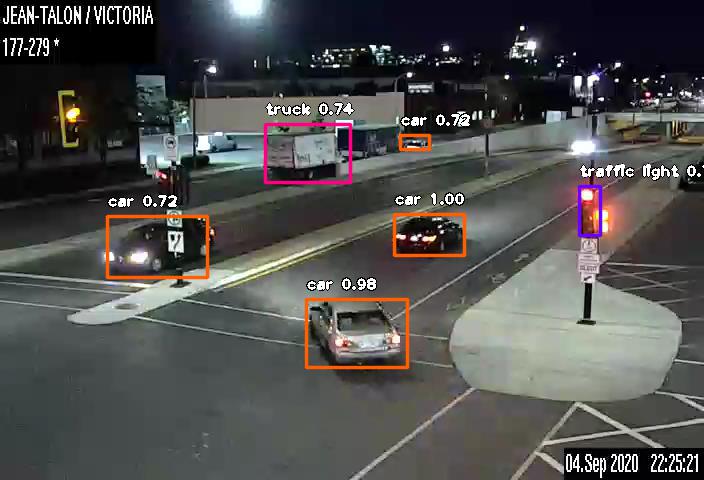 JEAN-TALON / VICTORIA
177-279 *
truck 0.74
car 0.72
traffic light 0.
car 0.72
car 1.00
car 0.98
04.Sep 2020 22:25:21